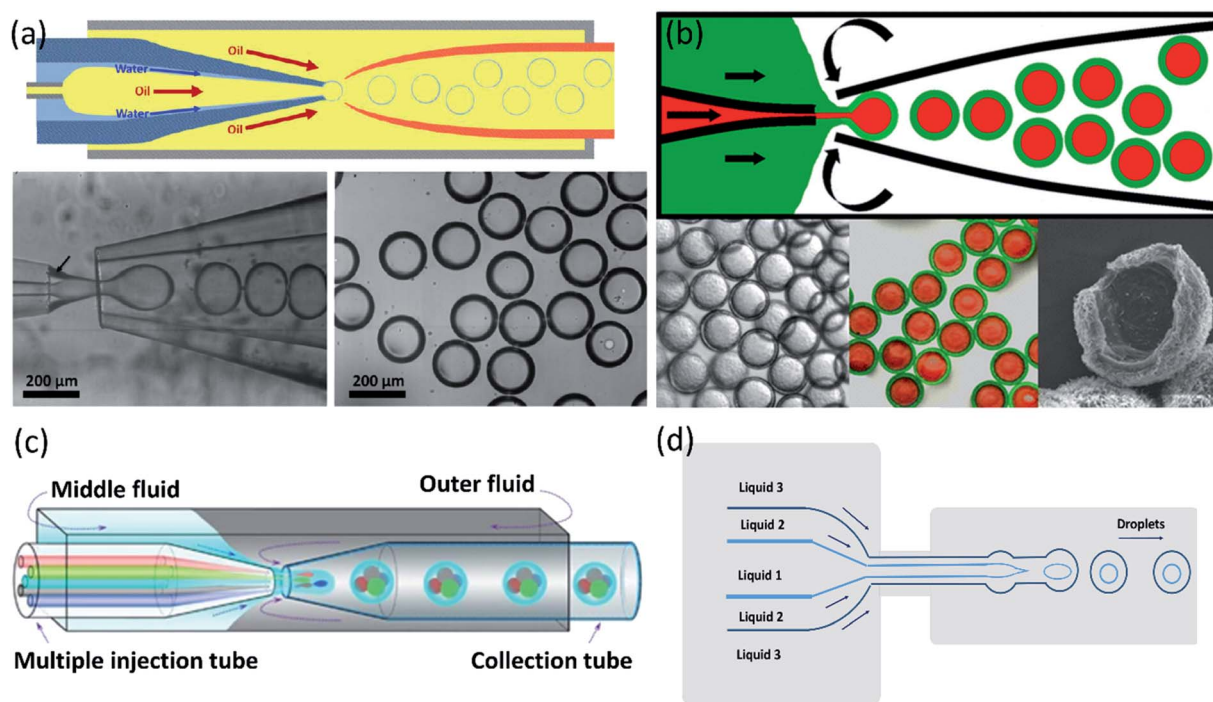 (a)
Oil
Water
Oil
Water
Oil
200 μm
200 μm
(b)
(c)
Middle fluid
Outer fluid
Multiple injection tube
Collection tube
(d)
Liquid 3
Liquid 2
Liquid 1
Liquid 2
Liquid 3
Droplets